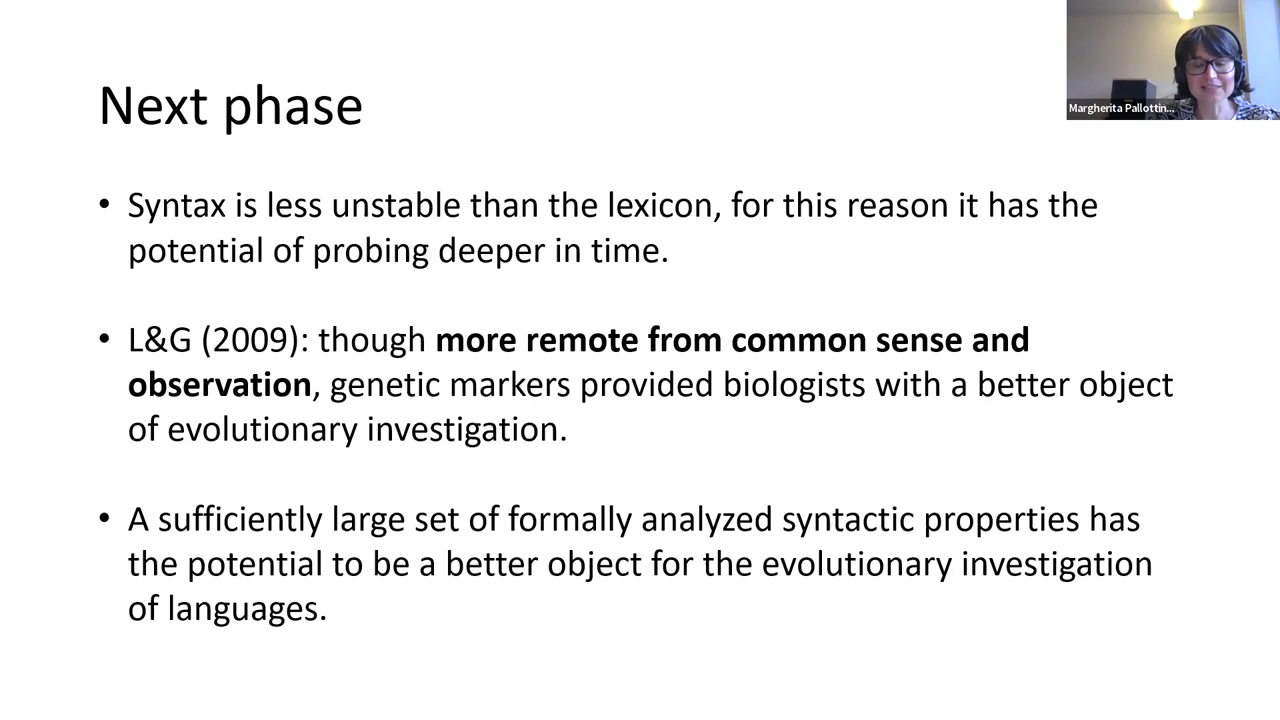 Next phase
Margherita Pallottin...
• Syntax is less unstable than the lexicon, for this reason it has the
potential of probing deeper in time.
• L&G (2009): though more remote from common sense and
observation, genetic markers provided biologists with a better object
of evolutionary investigation.
• A sufficiently large set of formally analyzed syntactic properties has
the potential to be a better object for the evolutionary investigation
of languages.